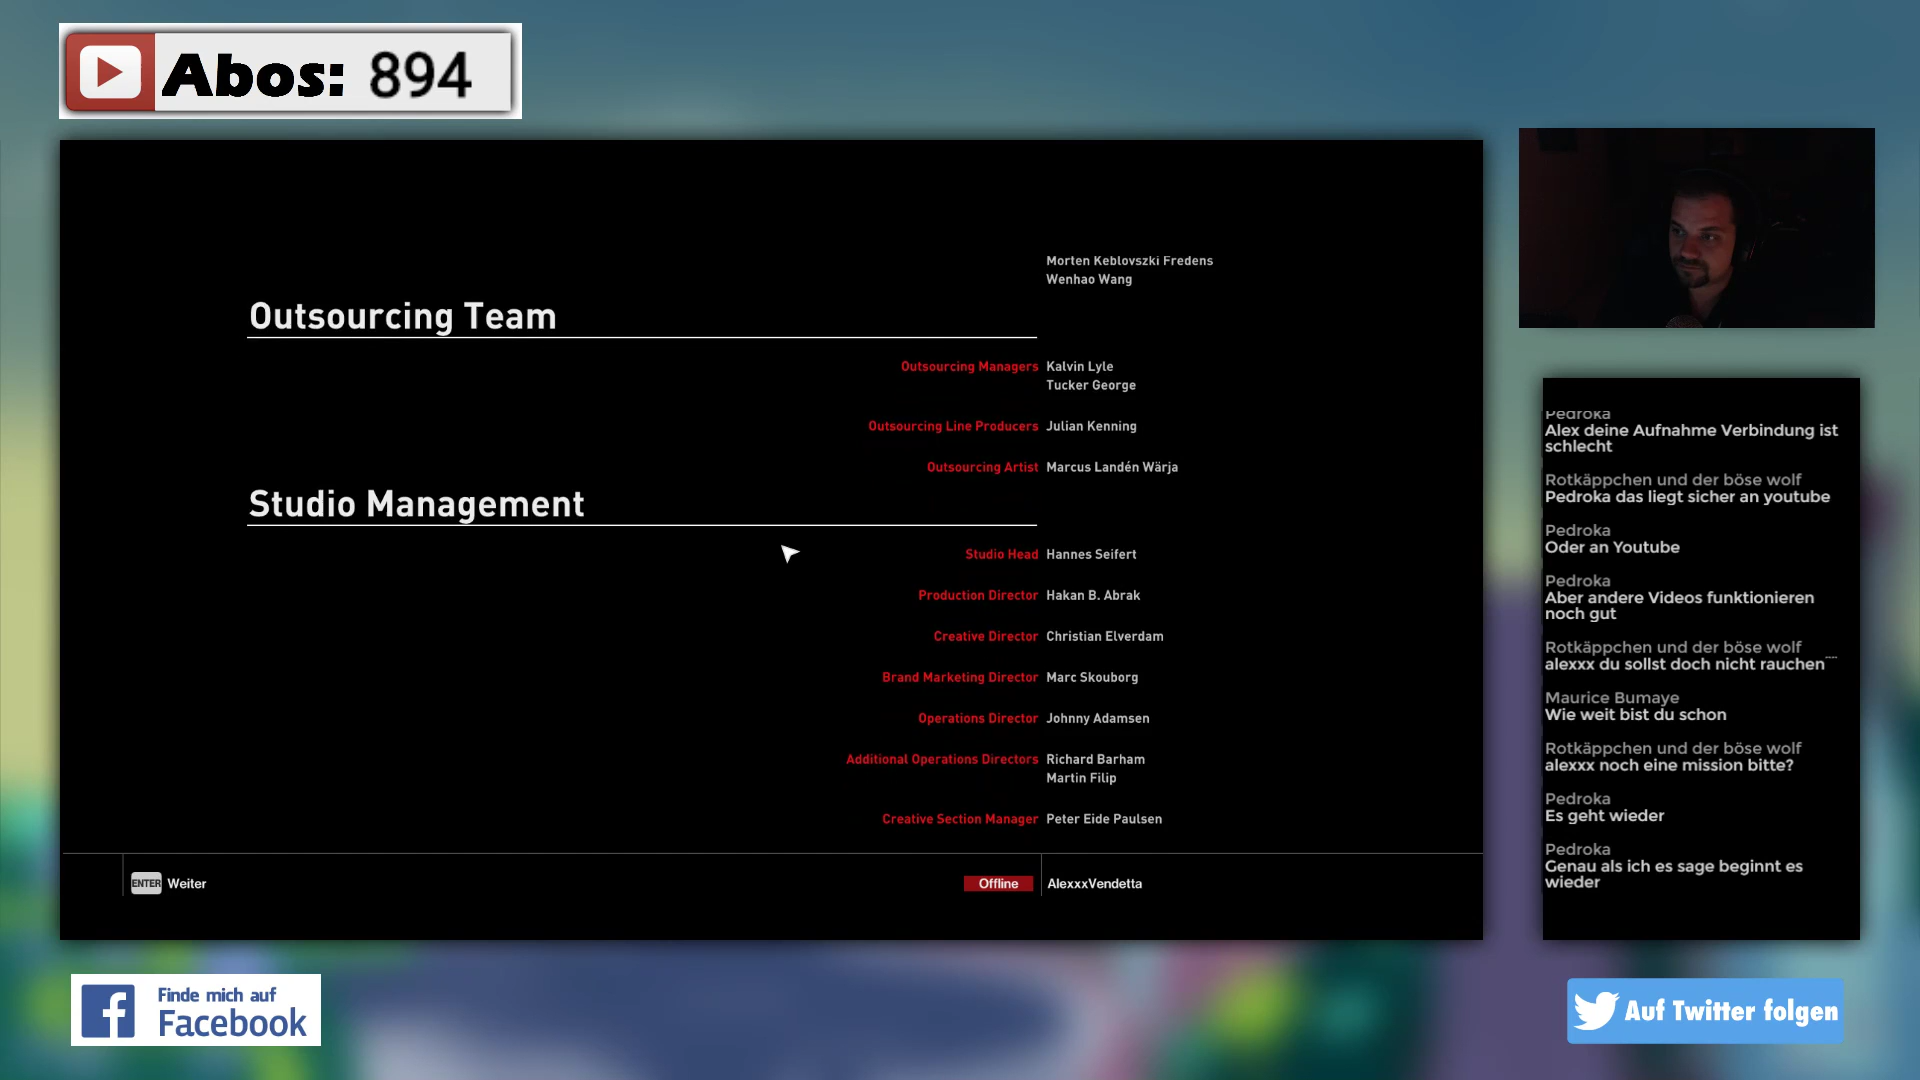 Abos: 894
Morten Keblovszki Fredens
Wenhao Wang
Outsourcing Team
Outsourcing Managers Kalvin Lyle
Tucker George
Outsourcing Line Producers Julian Kenning
Outsourcing Artist Marcus Landén Wärja
Studio Management
Studio Head Hannes Seifert
Production Director Hakan B. Abrak
Creative Director Christian Elverdam
Brand Marketing Director Marc Skouborg
Operations Director Johnny Adamsen
Additional Operations Directors Richard Barham
Martin Filip
Creative Section Manager Peter Eide Paulsen
ENTER Weiter
Offline AlexxxVendetta
Pedroka
Alex deine Aufnahme Verbindung ist
schlecht
Rotkäppchen und der böse wolf
Pedroka das liegt sicher an youtube
Pedroka
Oder an Youtube
Pedroka
Aber andere Videos funktionieren
noch gut
Rotkäppchen und der böse wolf
alexxx du sollst doch nicht rauchen^^
Maurice Bumaye
Wie weit bist du schon
Rotkäppchen und der böse wolf
alexxx noch eine mission bitte?
Pedroka
Es geht wieder
Pedroka
Genau als ich es sage beginnt es
wieder
Finde mich auf
Facebook
Auf Twitter folgen